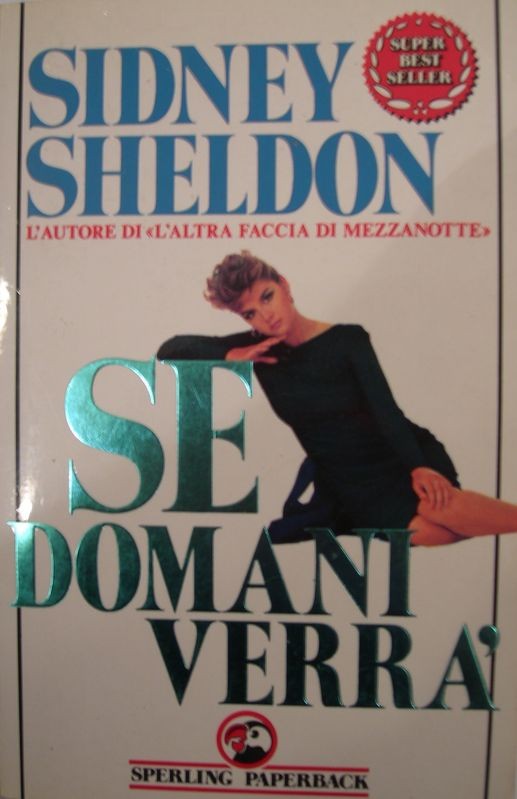 SIDNEY
SHELDON
SUPER
BEST
SELLER
L'AUTORE DI «L'ALTRA FACCIA DI MEZZANOTTE»
SE
DOMANI
VERRA'
SPERLING PAPERBACK